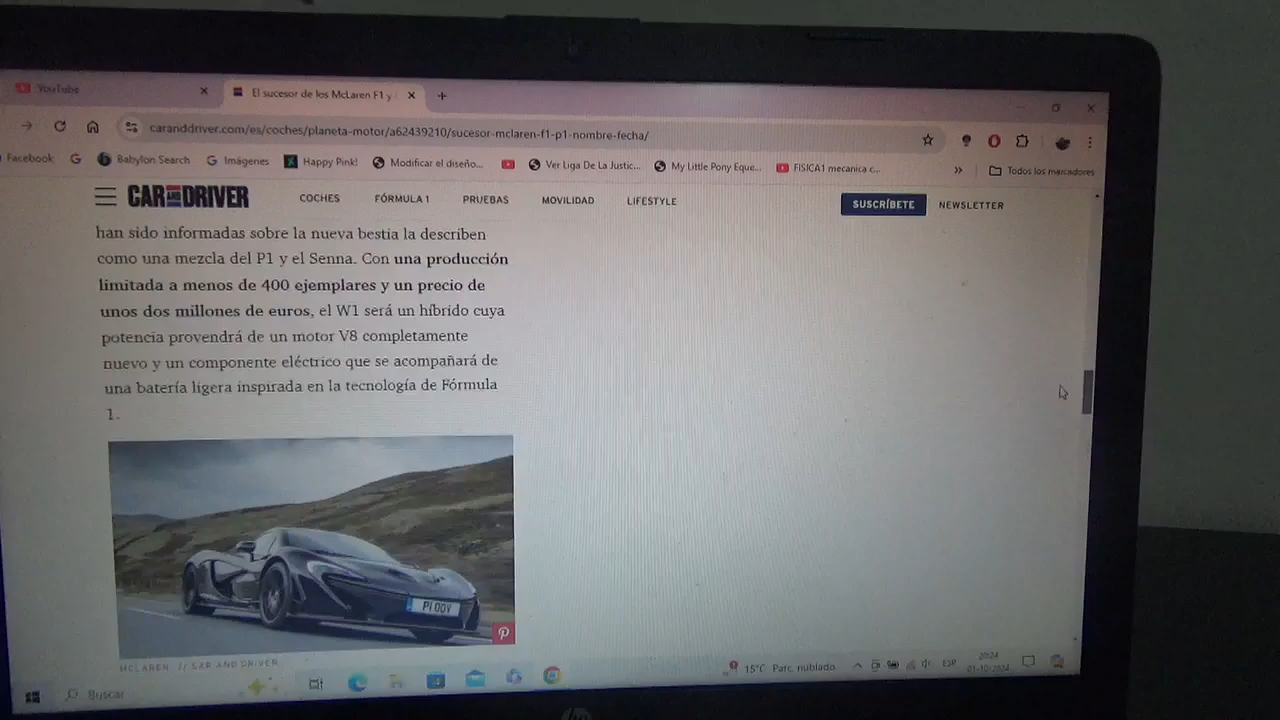 YouTube
El sucesor de los McLaren F1 y
caranddriver.com/es/coches/planeta-motor/a62439210/sucesor-mclaren-f1-p1-nombre-fecha/
Facebook
Babylon Search
Imágenes
Happy Pink!
Modificar el diseño...
Ver Liga De La Justic...
My Little Pony Eque...
FISICA1 mecanica c...
»
Todos los marcadores
CAR AND DRIVER
COCHES
FÓRMULA 1
PRUEBAS
MOVILIDAD
LIFESTYLE
SUSCRÍBETE
NEWSLETTER
han sido informadas sobre la nueva bestia la describen
como una mezcla del P1 y el Senna. Con una producción
limitada a menos de 400 ejemplares y un precio de
unos dos millones de euros, el W1 será un híbrido cuya
potencia provendrá de un motor V8 completamente
nuevo y un componente eléctrico que se acompañará de
una batería ligera inspirada en la tecnología de Fórmula
1.
P1 OOV
MCLAREN // CAR AND DRIVER
Buscar
15°C Parc. nublado
ESP
20:24
01-10-2024
hp